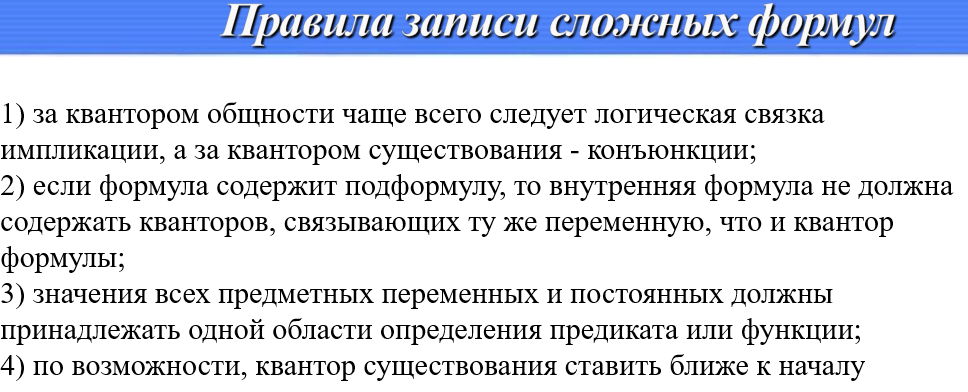 Правила записи сложных формул
1) за квантором общности чаще всего следует логическая связка
импликации, а за квантором существования - конъюнкции;
2) если формула содержит подформулу, то внутренняя формула не должна
содержать кванторов, связывающих ту же переменную, что и квантор
формулы;
3) значения всех предметных переменных и постоянных должны
принадлежать одной области определения предиката или функции;
4) по возможности, квантор существования ставить ближе к началу